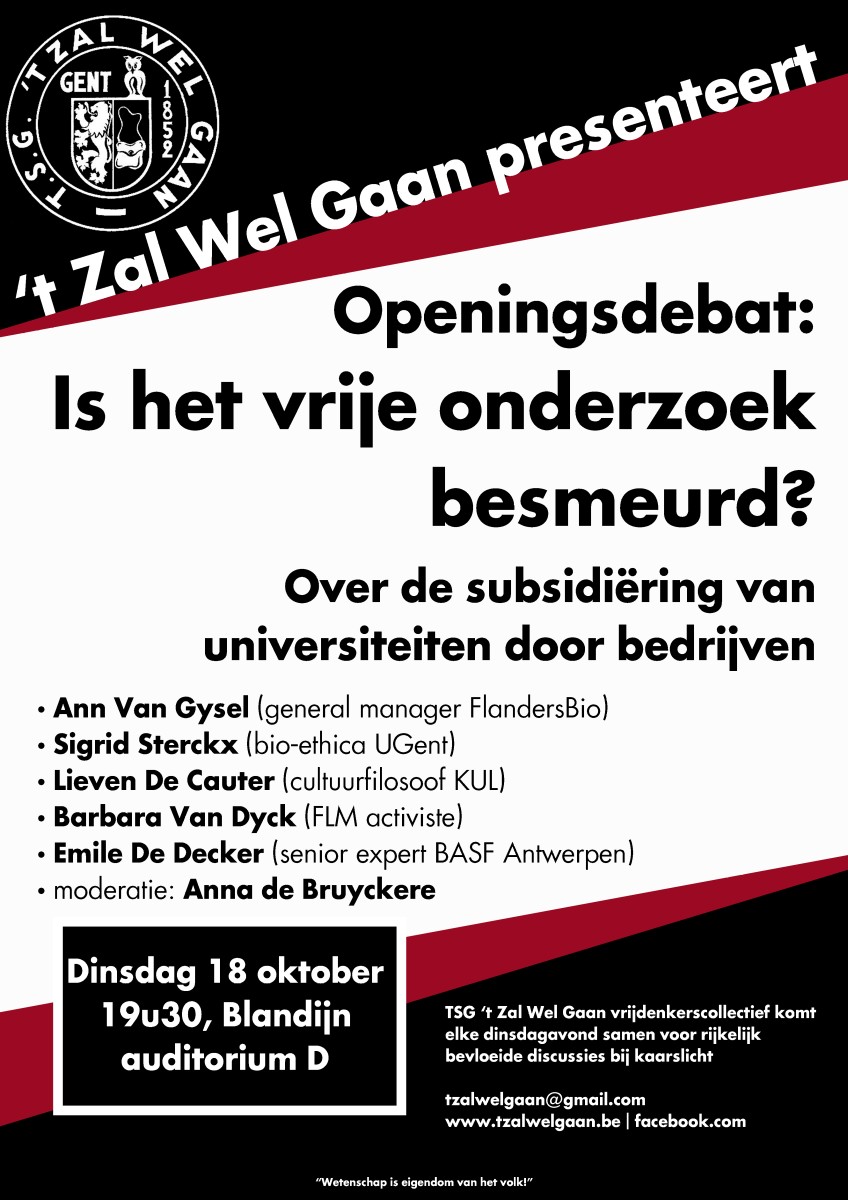 T.S.G. 'T ZAL WEL GAAN
GENT
1852
't Zal Wel Gaan presenteert
Openingsdebat:
Is het vrije onderzoek
besmeurd?
Over de subsidiëring van
universiteiten door bedrijven
• Ann Van Gysel (general manager FlandersBio)
• Sigrid Sterckx (bio-ethica UGent)
• Lieven De Cauter (cultuurfilosoof KUL)
• Barbara Van Dyck (FLM activiste)
• Emile De Decker (senior expert BASF Antwerpen)
• moderatie: Anna de Bruyckere
Dinsdag 18 oktober
19u30, Blandijn
auditorium D
TSG 't Zal Wel Gaan vrijdenkerscollectief komt
elke dinsdagavond samen voor rijkelijk
bevloeide discussies bij kaarslicht
tzalwelgaan@gmail.com
www.tzalwelgaan.be | facebook.com
"Wetenschap is eigendom van het volk!"